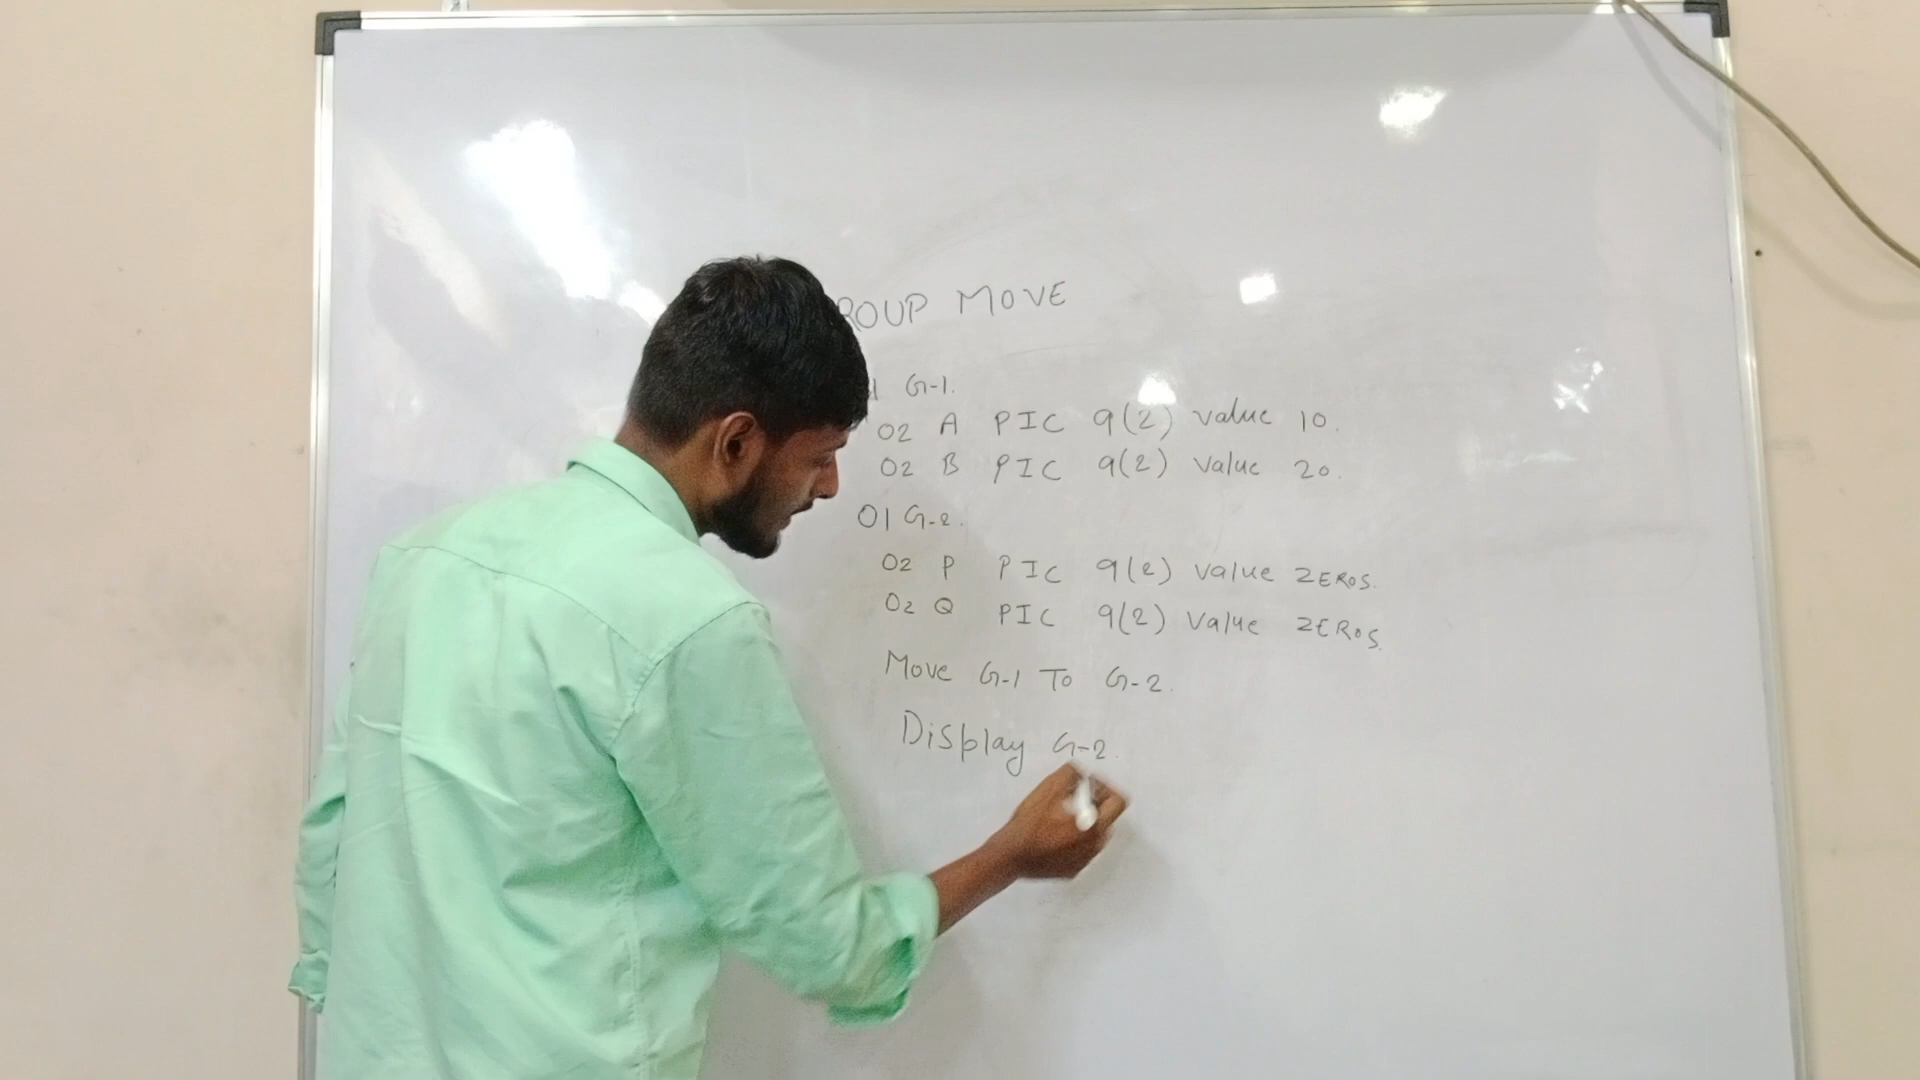 ROUP MOVE
1 G-1.
02 A PIC 9(2) value 10.
02 B PIC 9(2) value 20.
01 G-2.
02 P PIC 9(2) value ZEROS.
02 Q PIC 9(2) value ZEROS.
Move G-1 To G-2.
Display G-2.